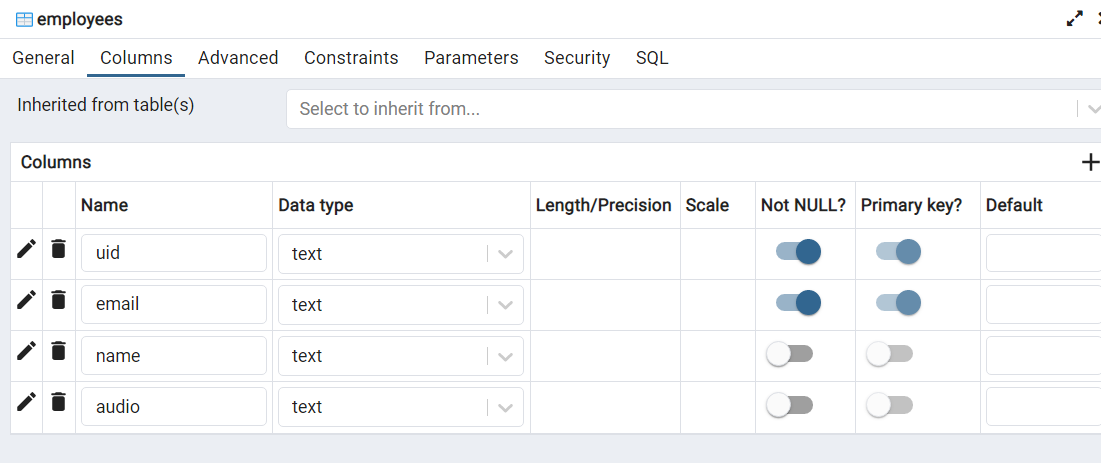 employees
General Columns Advanced Constraints Parameters Security SQL
Inherited from table(s) Select to inherit from...
Columns
Name Data type Length/Precision Scale Not NULL? Primary key? Default
uid text
email text
name text
audio text